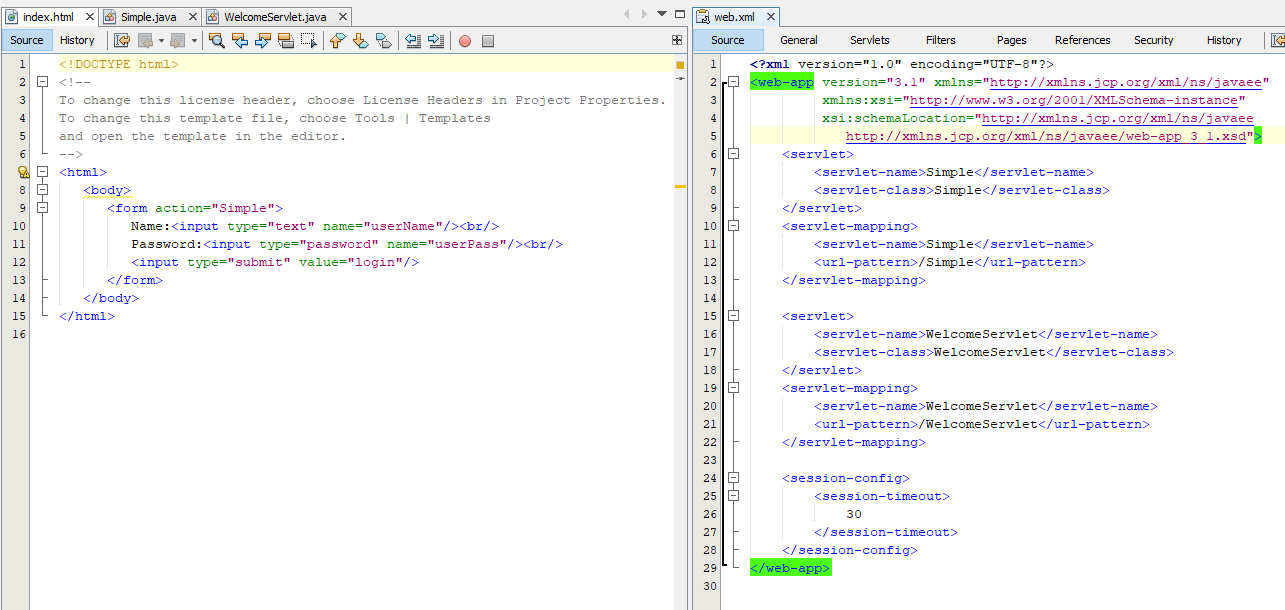 index.html Simple.java WelcomeServlet.java
Source History
1 <!DOCTYPE html>
2 <!--
3 To change this license header, choose License Headers in Project Properties.
4 To change this template file, choose Tools | Templates
5 and open the template in the editor.
6 -->
<html>
8 <body>
9 <form action="Simple">
10 Name:<input type="text" name="userName"/><br/>
11 Password:<input type="password" name="userPass"/><br/>
12 <input type="submit" value="login"/>
13 </form>
14 </body>
15 </html>
16
web.xml
Source General Servlets Filters Pages References Security History
1 <?xml version="1.0" encoding="UTF-8"?>
2 <web-app version="3.1" xmlns="http://xmlns.jcp.org/xml/ns/javaee"
3 xmlns:xsi="http://www.w3.org/2001/XMLSchema-instance"
4 xsi:schemaLocation="http://xmlns.jcp.org/xml/ns/javaee
5 http://xmlns.jcp.org/xml/ns/javaee/web-app_3_1.xsd">
6 <servlet>
7 <servlet-name>Simple</servlet-name>
8 <servlet-class>Simple</servlet-class>
9 </servlet>
10 <servlet-mapping>
11 <servlet-name>Simple</servlet-name>
12 <url-pattern>/Simple</url-pattern>
13 </servlet-mapping>
14
15 <servlet>
16 <servlet-name>WelcomeServlet</servlet-name>
17 <servlet-class>WelcomeServlet</servlet-class>
18 </servlet>
19 <servlet-mapping>
20 <servlet-name>WelcomeServlet</servlet-name>
21 <url-pattern>/WelcomeServlet</url-pattern>
22 </servlet-mapping>
23
24 <session-config>
25 <session-timeout>
26 30
27 </session-timeout>
28 </session-config>
29 </web-app>
30